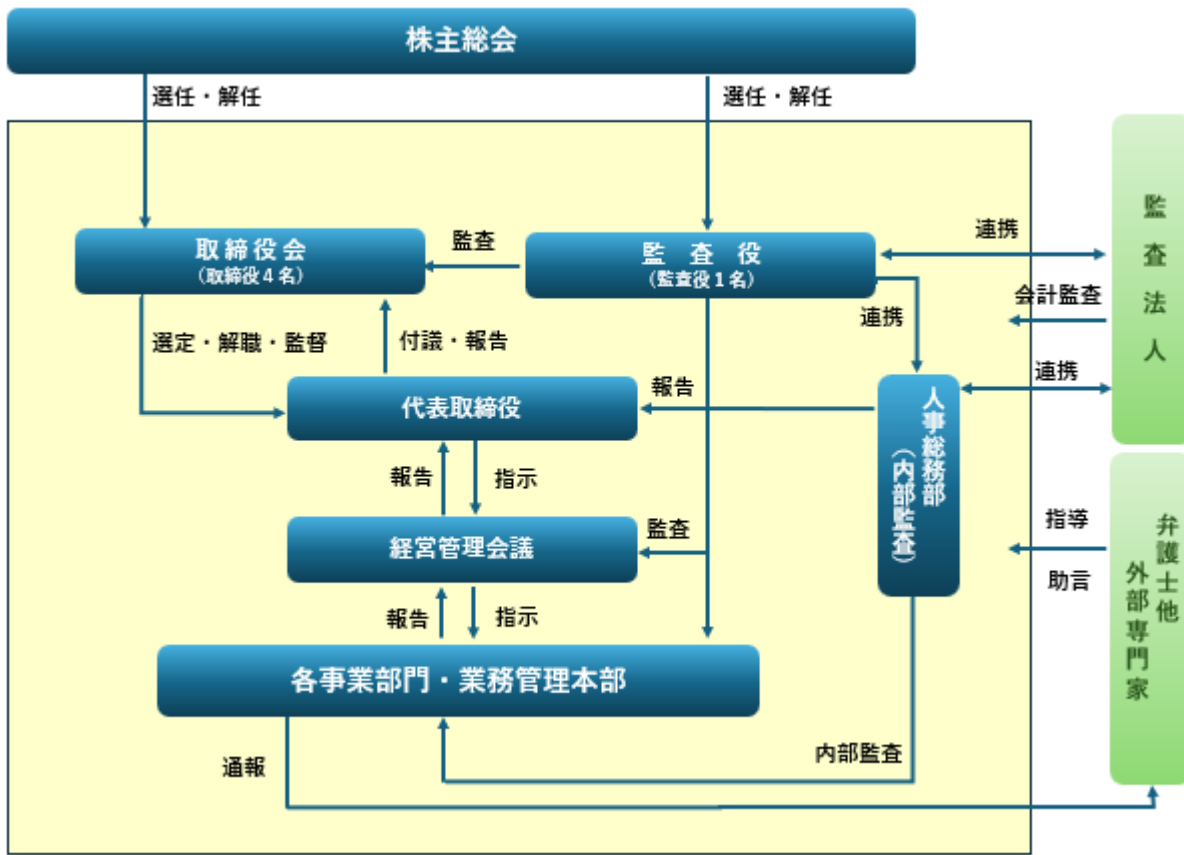 株主総会
選任・解任
選任・解任
取締役会
（取締役４名）
監査
監査役
（監査役１名）
連携
会計監査
連携
連携
監査法人
選定・解職・監督
付議・報告
代表取締役
報告
人事総務部
（内部監査）
報告
指示
経営管理会議
監査
指導
助言
弁護士他
外部専門家
報告
指示
各事業部門・業務管理本部
通報
内部監査